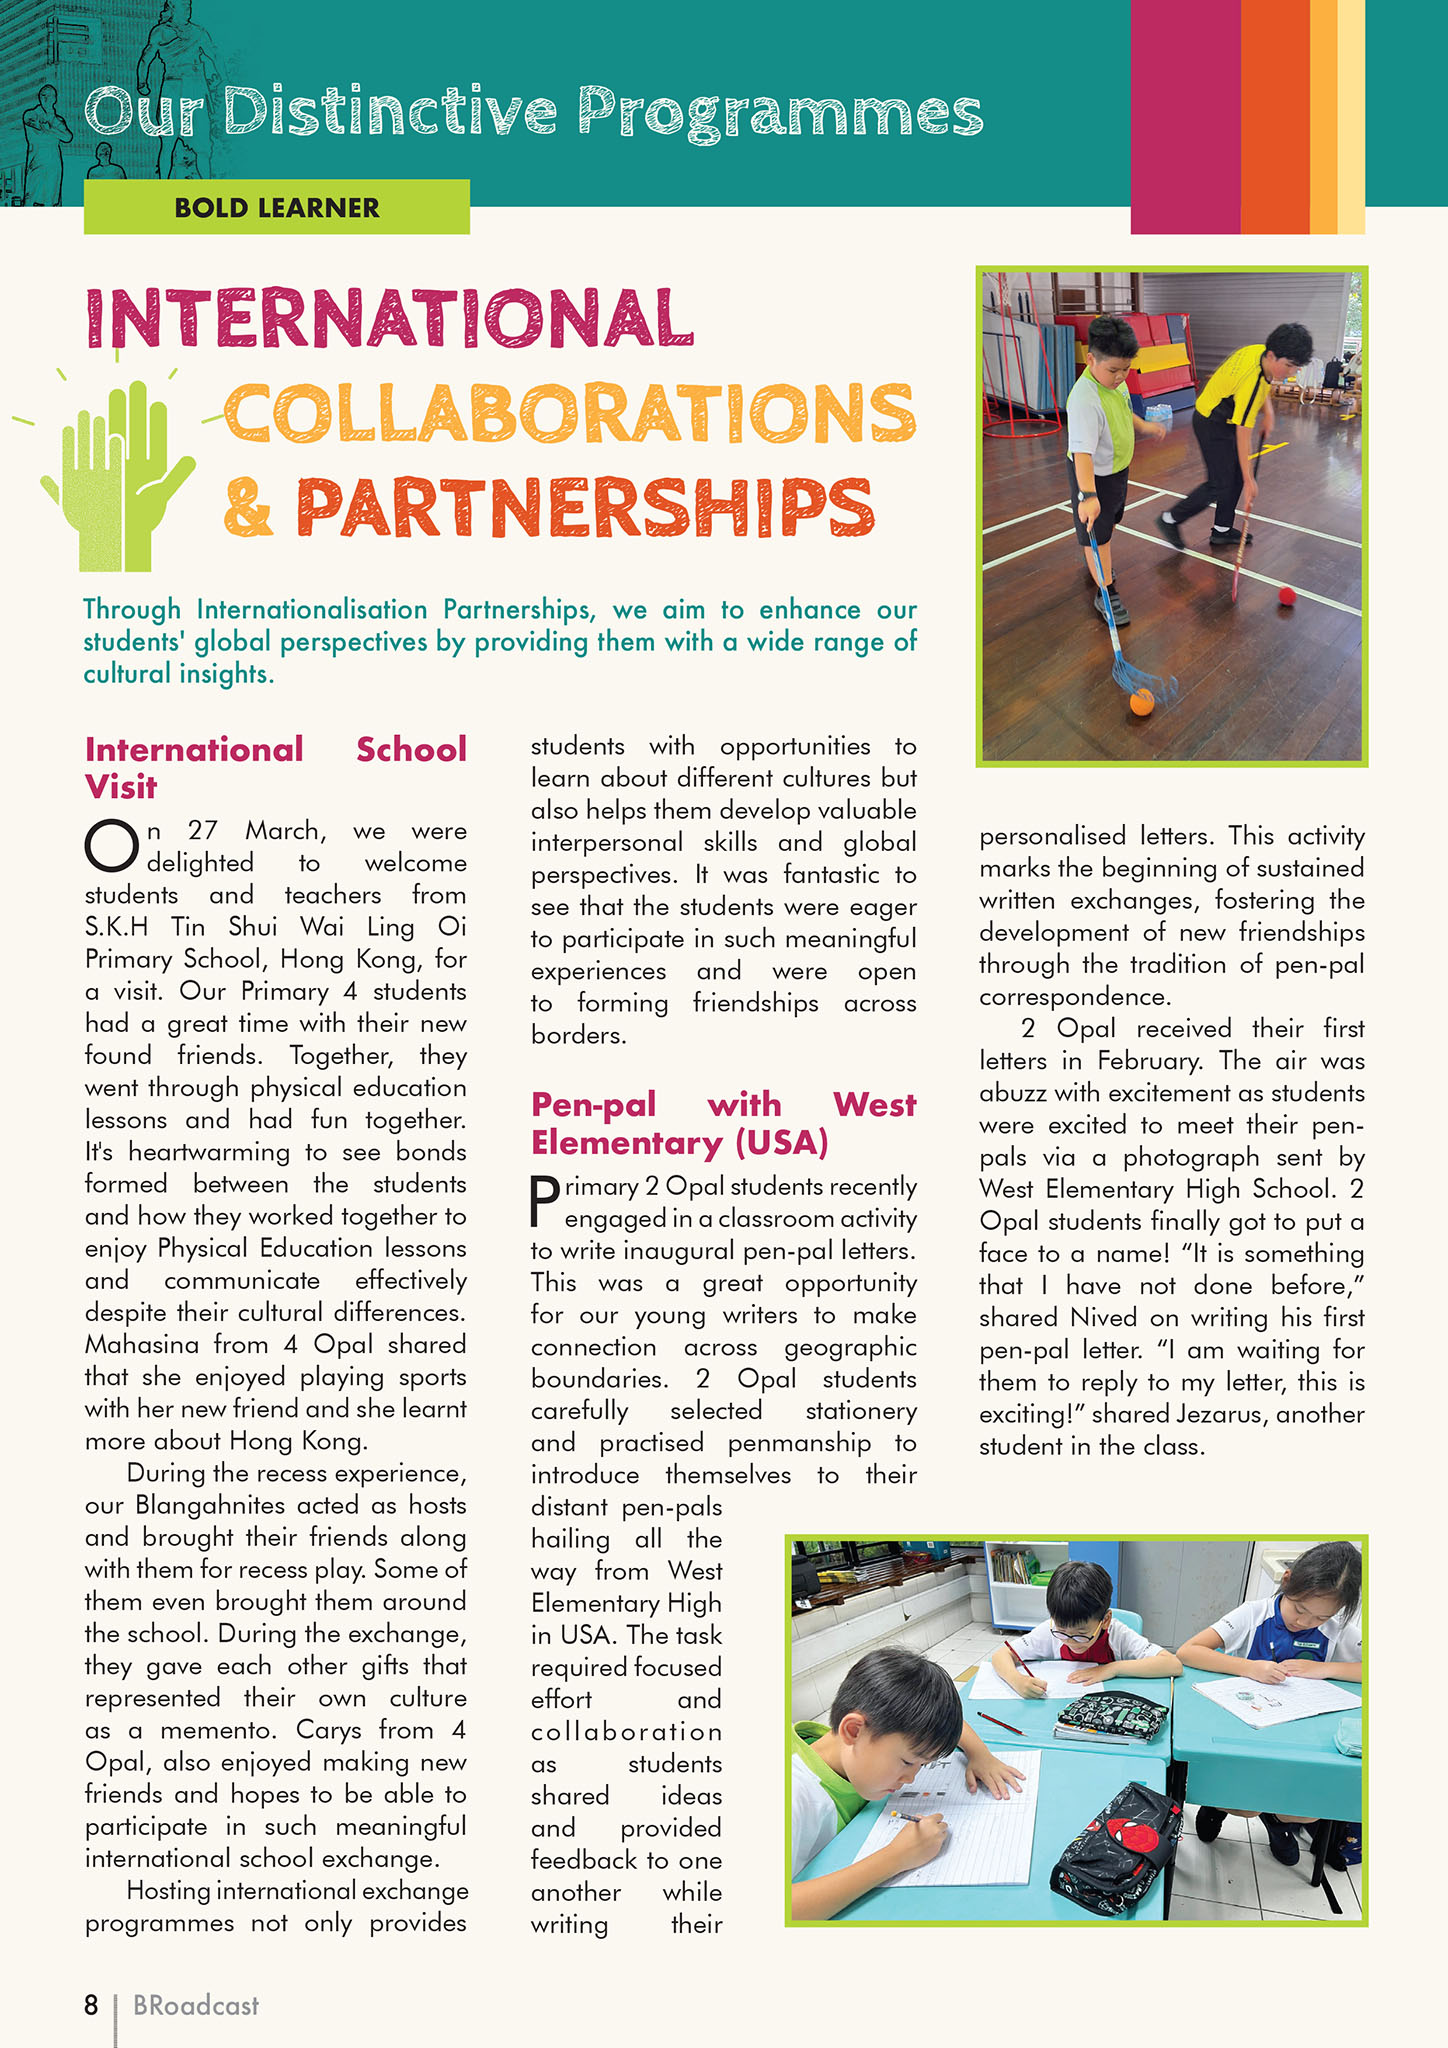 Our Distinctive Programmes
BOLD LEARNER
INTERNATIONAL
COLLABORATIONS
& PARTNERSHIPS
Through Internationalisation Partnerships, we aim to enhance our
students' global perspectives by providing them with a wide range of
cultural insights.
International School
Visit
On 27 March, we were
delighted to welcome
students and teachers from
S.K.H Tin Shui Wai Ling Oi
Primary School, Hong Kong, for
a visit. Our Primary 4 students
had a great time with their new
found friends. Together, they
went through physical education
lessons and had fun together.
It's heartwarming to see bonds
formed between the students
and how they worked together to
enjoy Physical Education lessons
and communicate effectively
despite their cultural differences.
Mahasina from 4 Opal shared
that she enjoyed playing sports
with her new friend and she learnt
more about Hong Kong.
During the recess experience,
our Blangahnites acted as hosts
and brought their friends along
with them for recess play. Some of
them even brought them around
the school. During the exchange,
they gave each other gifts that
represented their own culture
as a memento. Carys from 4
Opal, also enjoyed making new
friends and hopes to be able to
participate in such meaningful
international school exchange.
Hosting international exchange
programmes not only provides
students with opportunities to
learn about different cultures but
also helps them develop valuable
interpersonal skills and global
perspectives. It was fantastic to
see that the students were eager
to participate in such meaningful
experiences and were open
to forming friendships across
borders.
Pen-pal with West
Elementary (USA)
Primary 2 Opal students recently
engaged in a classroom activity
to write inaugural pen-pal letters.
This was a great opportunity
for our young writers to make
connection across geographic
boundaries. 2 Opal students
carefully selected stationery
and practised penmanship to
introduce themselves to their
distant pen-pals
hailing all the
way from West
Elementary High
in USA. The task
required focused
effort and
collaboration
as students
shared ideas
and provided
feedback to one
another while
writing their
personalised letters. This activity
marks the beginning of sustained
written exchanges, fostering the
development of new friendships
through the tradition of pen-pal
correspondence.
2 Opal received their first
letters in February. The air was
abuzz with excitement as students
were excited to meet their pen-
pals via a photograph sent by
West Elementary High School. 2
Opal students finally got to put a
face to a name! “It is something
that I have not done before,”
shared Nived on writing his first
pen-pal letter. “I am waiting for
them to reply to my letter, this is
exciting!” shared Jezarus, another
student in the class.
8 BRoadcast